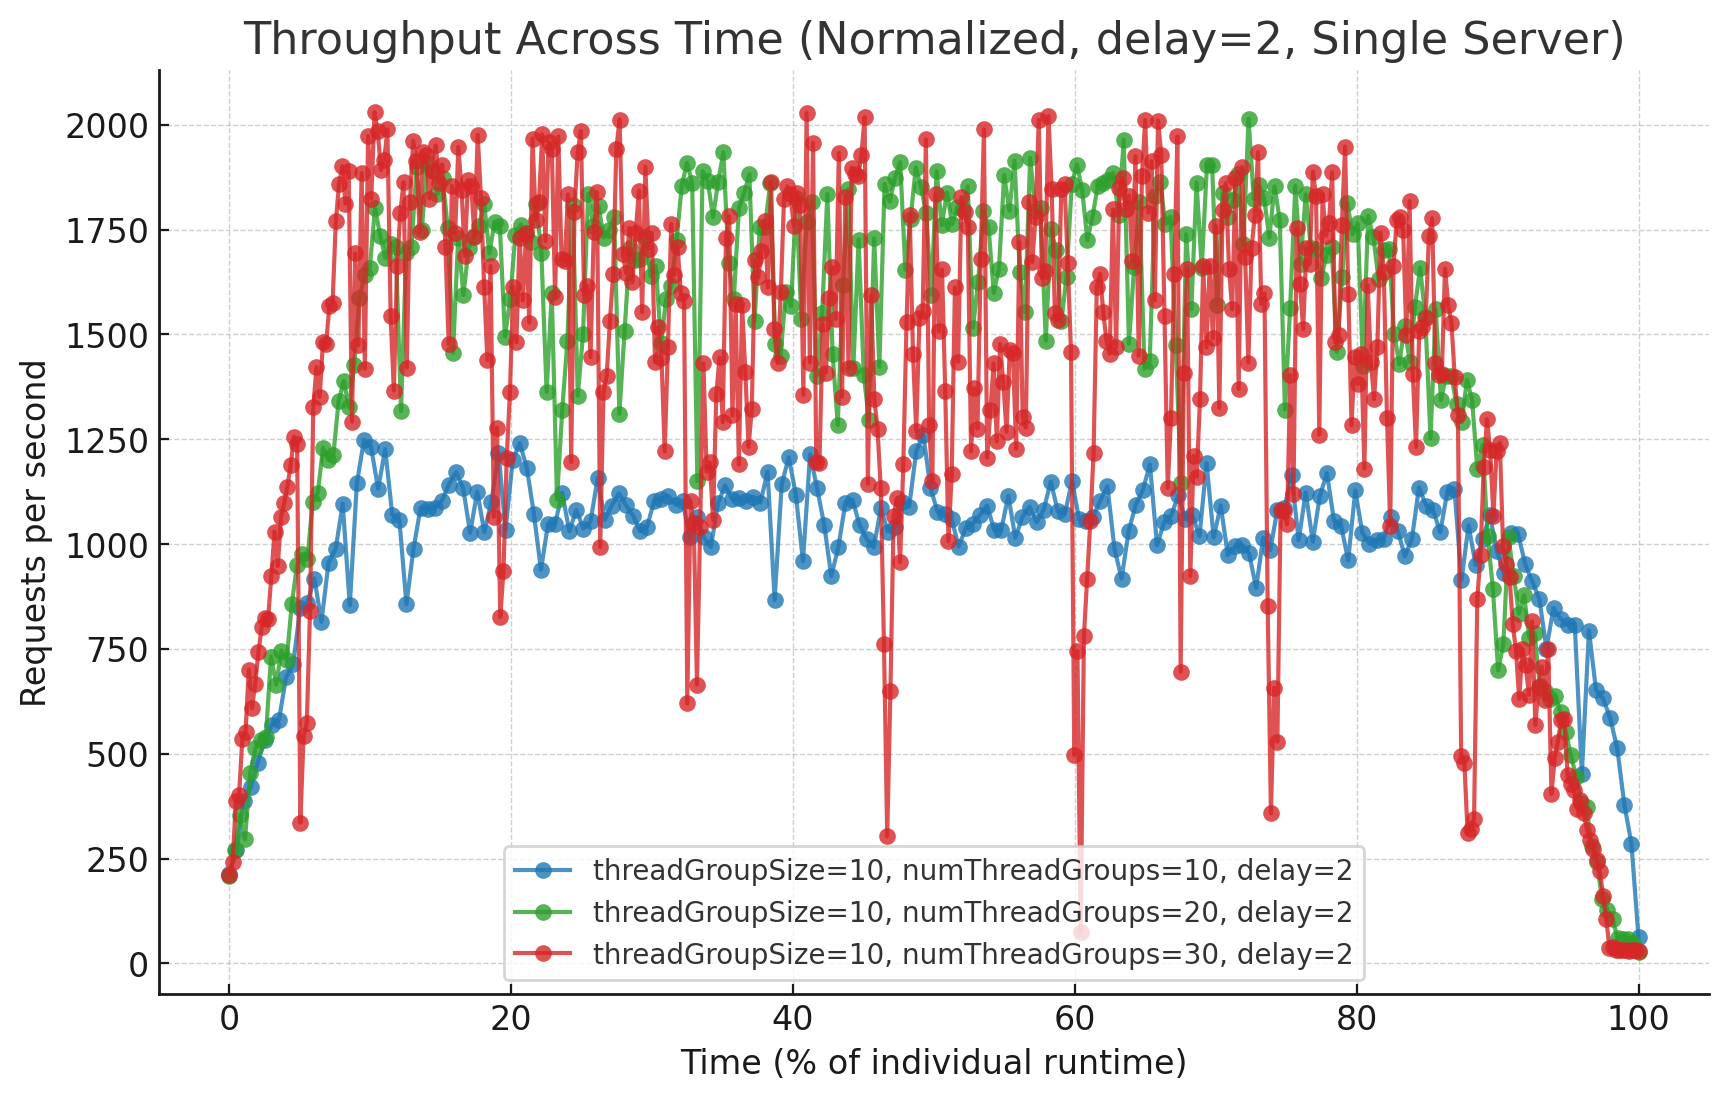 Throughput Across Time (Normalized, delay=2, Single Server)
Requests per second
2000
1750
1500
1250
1000
750
500
250
0
threadGroupSize=10, numThreadGroups=10, delay=2
threadGroupSize=10, numThreadGroups=20, delay=2
threadGroupSize=10, numThreadGroups=30, delay=2
0 20 40 60 80 100
Time (% of individual runtime)